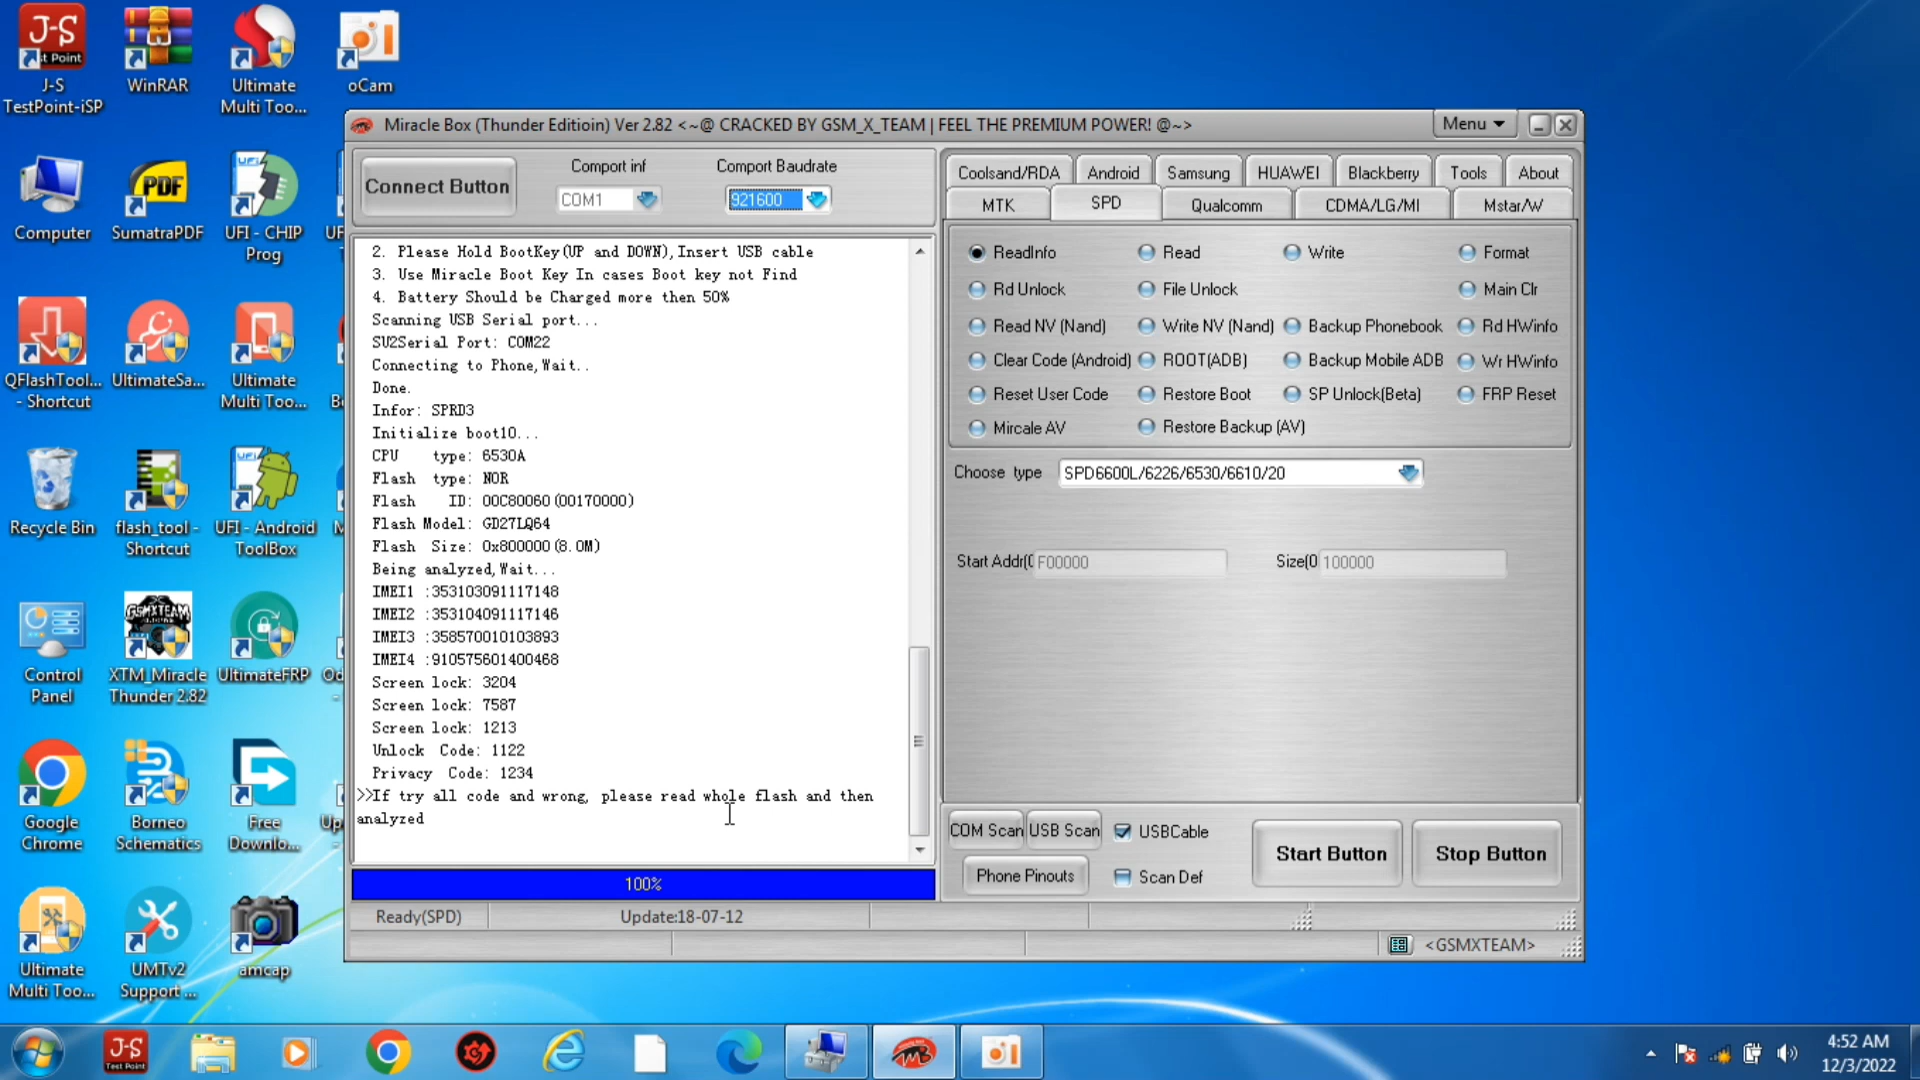 J-S
st Point
J-S
TestPoint-iSP
WinRAR
Ultimate
Multi Too...
oCam
Computer
PDF
SumatraPDF
UFi
UFI - CHIP
Prog
UF
QFlashTool...
- Shortcut
UltimateSa...
Ultimate
Multi Too...
Recycle Bin
flash_tool -
Shortcut
UFi
UFI - Android
ToolBox
Control
Panel
GSMXTEAM
XTM_Miracle
Thunder 2.82
UltimateFRP
Od
Google
Chrome
Borneo
Schematics
Free
Downlo...
Up
Ultimate
Multi Too...
UMTv2
Support ...
amcap
Miracle Box (Thunder Editioin) Ver 2.82 <~@ CRACKED BY GSM_X_TEAM | FEEL THE PREMIUM POWER! @~>
Menu
Connect Button
Comport inf
COM1
Comport Baudrate
921600
2. Please Hold BootKey(UP and DOWN),Insert USB cable
3. Use Miracle Boot Key In cases Boot key not Find
4. Battery Should be Charged more then 50%
Scanning USB Serial port...
SU2Serial Port: COM22
Connecting to Phone,Wait..
Done.
Infor: SPRD3
Initialize boot10...
CPU type: 6530A
Flash type: NOR
Flash ID: 00C80060(00170000)
Flash Model: GD27LQ64
Flash Size: 0x800000(8.0M)
Being analyzed,Wait...
IMEI1 :353103091117148
IMEI2 :353104091117146
IMEI3 :358570010103893
IMEI4 :910575601400468
Screen lock: 3204
Screen lock: 7587
Screen lock: 1213
Unlock Code: 1122
Privacy Code: 1234
>>If try all code and wrong, please read whole flash and then
analyzed
100%
Ready(SPD)
Update:18-07-12
Coolsand/RDA Android Samsung HUAWEI Blackberry Tools About
MTK SPD Qualcomm CDMA/LG/MI Mstar/W
ReadInfo Read Write Format
Rd Unlock File Unlock Main Clr
Read NV (Nand) Write NV (Nand) Backup Phonebook Rd HWinfo
Clear Code (Android) ROOT(ADB) Backup Mobile ADB Wr HWinfo
Reset User Code Restore Boot SP Unlock(Beta) FRP Reset
Mircale AV Restore Backup (AV)
Choose type SPD6600L/6226/6530/6610/20
Start Addr(0 F00000 Size(0 100000
COM Scan USB Scan USBCable
Phone Pinouts Scan Def
Start Button Stop Button
<GSMXTEAM>
J-S
Test Point
4:52 AM
12/3/2022